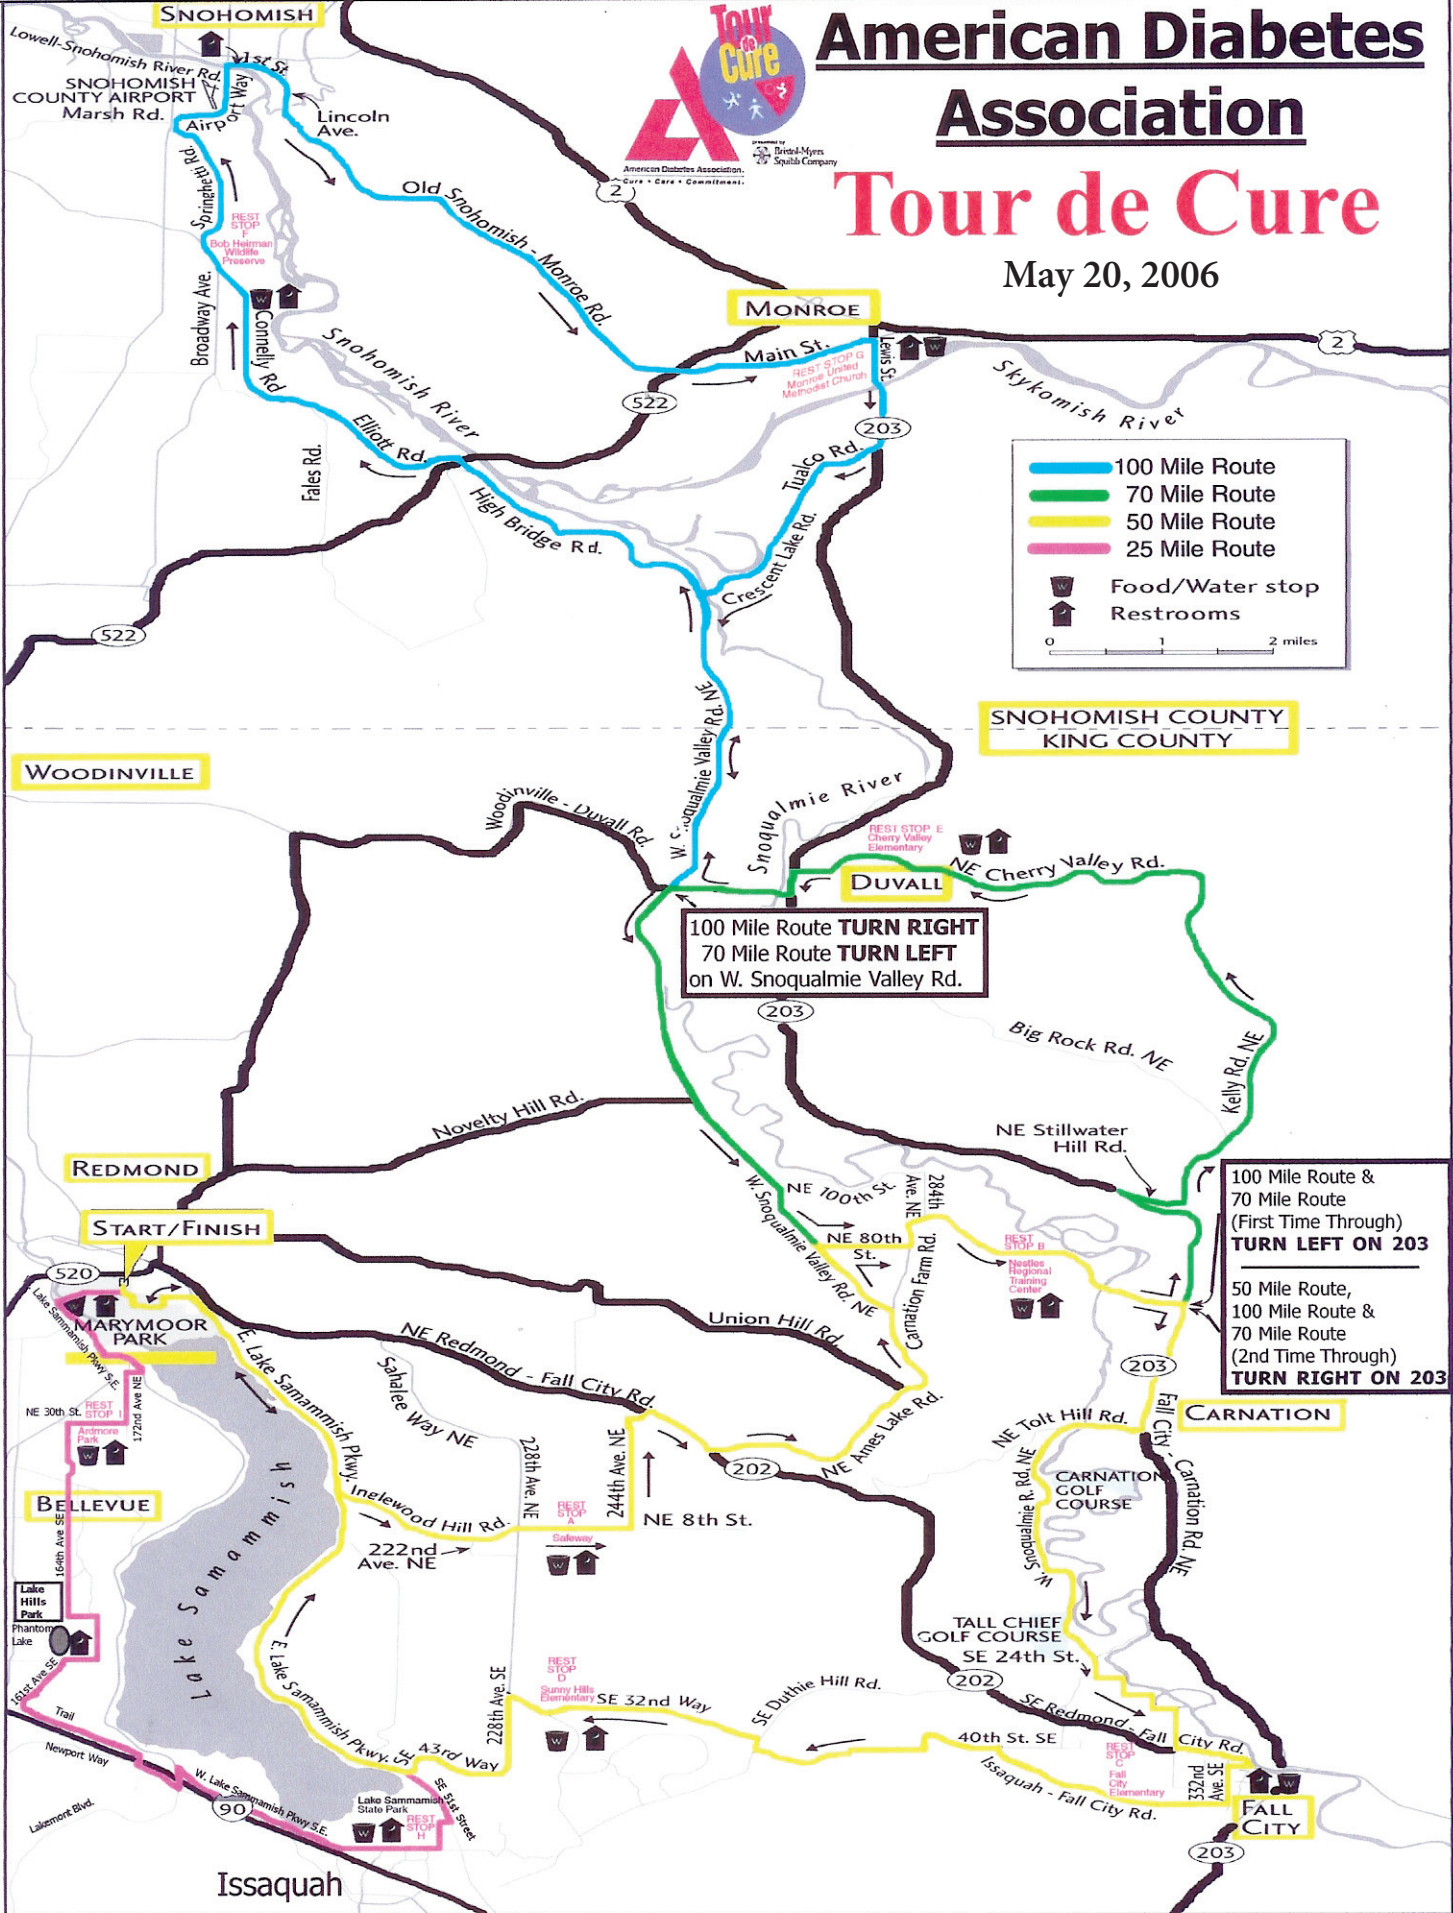 American Diabetes
Association
Tour de Cure
May 20, 2006
Tour
de
Cure
presented by
Bristol-Myers
Squibb Company
American Diabetes Association.
Cure • Care • Commitment.
SNOHOMISH
Lowell-Snohomish River Rd.
1st St.
SNOHOMISH
COUNTY AIRPORT
Marsh Rd.
Airport Way
Lincoln
Ave.
Springhetti Rd.
REST
STOP
F
Bob Heirman
Wildlife
Preserve
Old Snohomish - Monroe Rd.
2
MONROE
Broadway Ave.
Connelly Rd
Snohomish River
Main St.
REST STOP G
Monroe United
Methodist Church
Lewis St.
2
Skykomish River
522
203
Elliott Rd.
Fales Rd.
Tualco Rd.
High Bridge Rd.
Crescent Lake Rd.
522
100 Mile Route
70 Mile Route
50 Mile Route
25 Mile Route
Food/Water stop
Restrooms
0 1 2 miles
W. Snoqualmie Valley Rd. NE
SNOHOMISH COUNTY
KING COUNTY
WOODINVILLE
Woodinville - Duvall Rd.
Snoqualmie River
REST STOP E
Cherry Valley
Elementary
NE Cherry Valley Rd.
DUVALL
100 Mile Route TURN RIGHT
70 Mile Route TURN LEFT
on W. Snoqualmie Valley Rd.
203
Big Rock Rd. NE
Kelly Rd. NE
Novelty Hill Rd.
NE Stillwater
Hill Rd.
REDMOND
START/FINISH
W. Snoqualmie Valley Rd. NE
NE 100th St.
284th
Ave. NE
NE 80th
St.
REST
STOP B
Nestles
Regional
Training
Center
100 Mile Route &
70 Mile Route
(First Time Through)
TURN LEFT ON 203
50 Mile Route,
100 Mile Route &
70 Mile Route
(2nd Time Through)
TURN RIGHT ON 203
520
MARYMOOR
PARK
Lake Sammamish Pkwy S.E.
E. Lake Samammish Pkwy.
Union Hill Rd.
Carnation Farm Rd.
NE Redmond - Fall City Rd.
Sahalee Way NE
203
CARNATION
Fall City - Carnation Rd. NE
NE Tolt Hill Rd.
NE Ames Lake Rd.
NE 30th St.
REST
STOP I
172nd Ave NE
Ardmore
Park
228th Ave. NE
244th Ave. NE
202
W. Snoqualmie R. Rd. NE
CARNATION
GOLF
COURSE
BELLEVUE
Inglewood Hill Rd.
REST
STOP
A
Safeway
NE 8th St.
222nd
Ave. NE
164th Ave SE
Lake Samammish
Lake
Hills
Park
Phantom
Lake
TALL CHIEF
GOLF COURSE
SE 24th St.
161st Ave SE
E. Lake Samammish Pkwy. SE
228th Ave. SE
REST
STOP
D
Sunny Hills
Elementary
SE 32nd Way
SE Duthie Hill Rd.
202
SE Redmond - Fall City Rd.
Trail
Newport Way
43rd Way
40th St. SE
Issaquah - Fall City Rd.
REST
STOP
C
Fall
City
Elementary
332nd
Ave. SE
W. Lake Sammamish Pkwy S.E.
Lakemont Blvd.
90
Lake Sammamish
State Park
REST
STOP
H
SE 51st Street
FALL
CITY
203
Issaquah